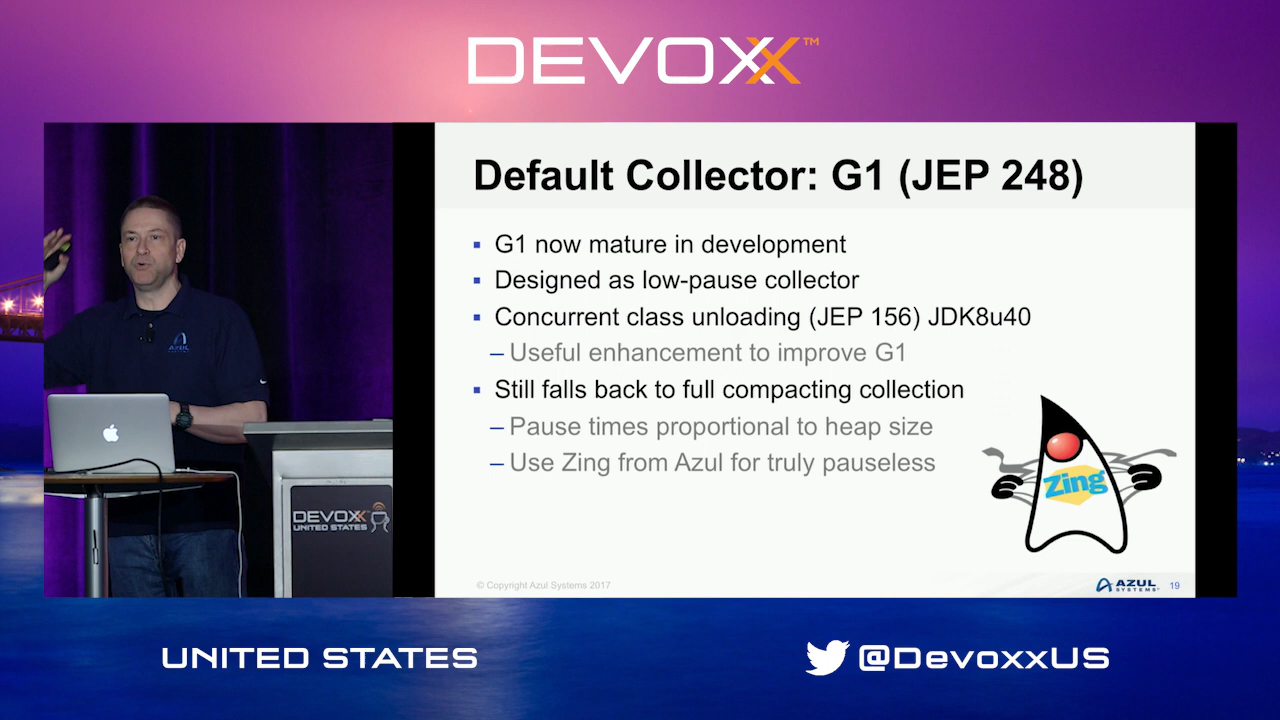 DEVOXX™
Default Collector: G1 (JEP 248)
▪ G1 now mature in development
▪ Designed as low-pause collector
▪ Concurrent class unloading (JEP 156) JDK8u40
– Useful enhancement to improve G1
▪ Still falls back to full compacting collection
– Pause times proportional to heap size
– Use Zing from Azul for truly pauseless
Zing
© Copyright Azul Systems 2017
AZUL
SYSTEMS
19
AZUL
DEVOXX
UNITED STATES
UNITED STATES
@DevoxxUS